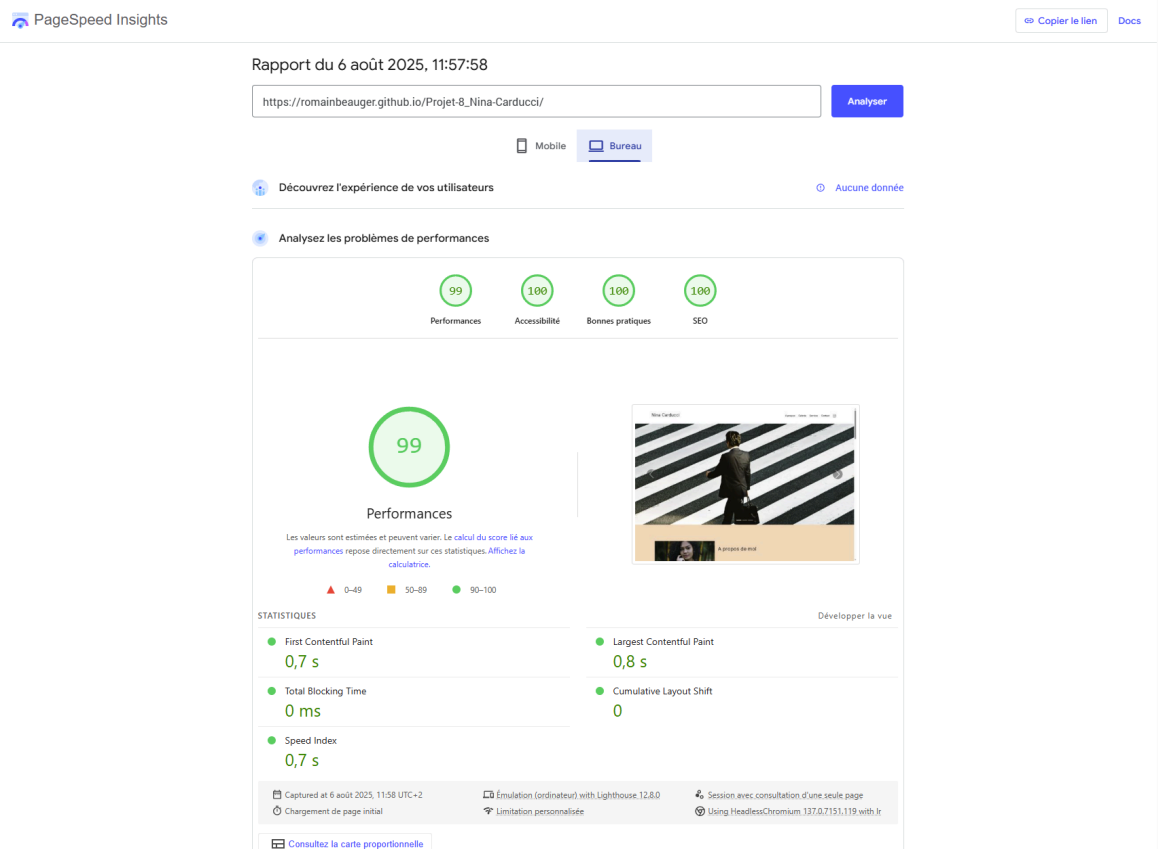 PageSpeed Insights
Copier le lien
Docs
Rapport du 6 août 2025, 11:57:58
https://romainbeauger.github.io/Projet-8_Nina-Carducci/
Analyser
Mobile
Bureau
Découvrez l'expérience de vos utilisateurs
Aucune donnée
Analysez les problèmes de performances
99
100
100
100
Performances
Accessibilité
Bonnes pratiques
SEO
99
Performances
Les valeurs sont estimées et peuvent varier. Le calcul du score lié aux
performances repose directement sur ces statistiques. Affichez la
calculatrice.
0–49
50–89
90–100
Nina Carducci
A propos de moi
STATISTIQUES
Développer la vue
First Contentful Paint
0,7 s
Largest Contentful Paint
0,8 s
Total Blocking Time
0 ms
Cumulative Layout Shift
0
Speed Index
0,7 s
Captured at 6 août 2025, 11:58 UTC+2
Émulation (ordinateur) with Lighthouse 12.8.0
Session avec consultation d'une seule page
Chargement de page initial
Limitation personnalisée
Using HeadlessChromium 137.0.7151.119 with lr
Consultez la carte proportionnelle